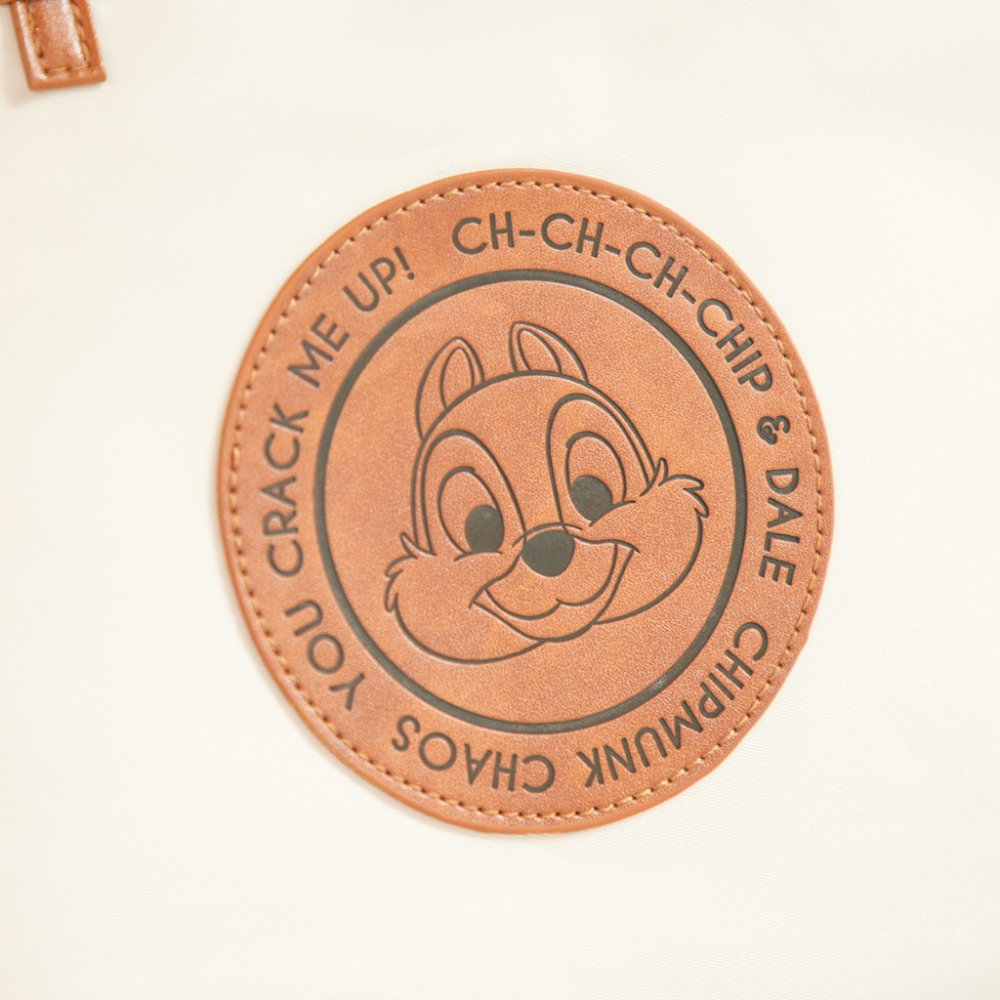 CH-CH-CH-CHIP & DALE
CHIPMUNK CHAOS
YOU CRACK ME UP!